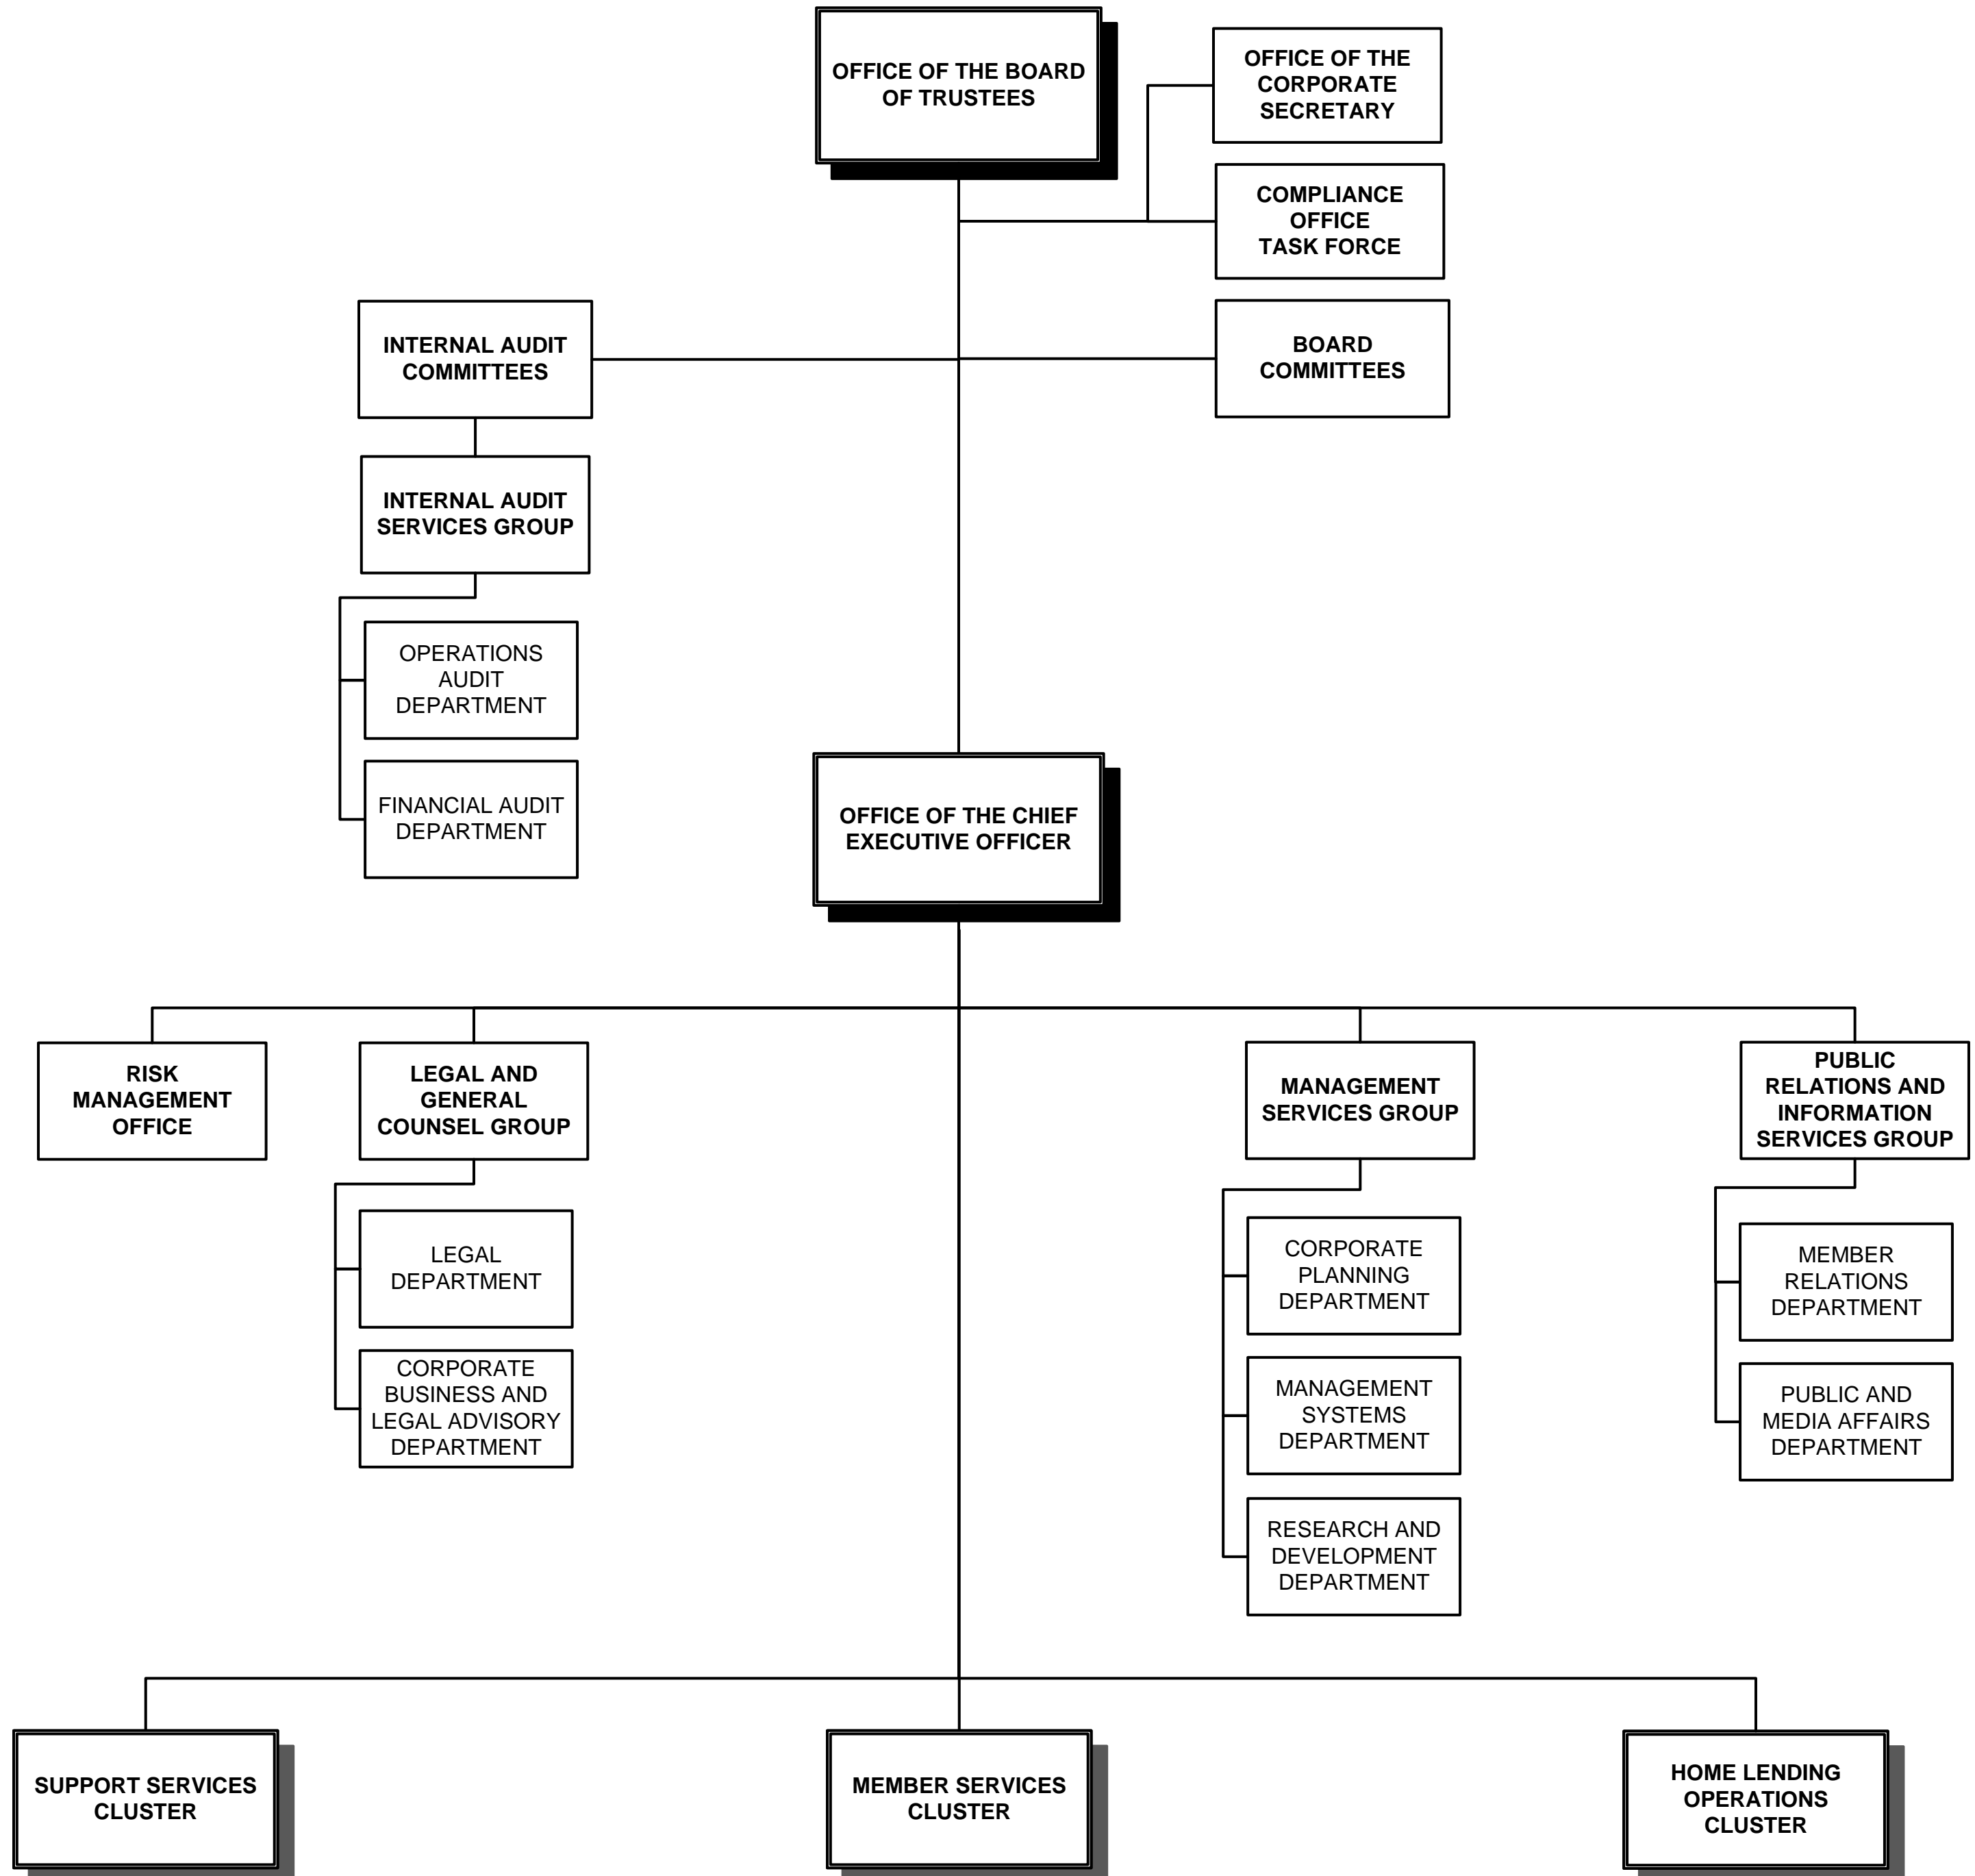 OFFICE OF THE BOARD
OF TRUSTEES
OFFICE OF THE
CORPORATE
SECRETARY
COMPLIANCE
OFFICE
TASK FORCE
INTERNAL AUDIT
COMMITTEES
BOARD
COMMITTEES
INTERNAL AUDIT
SERVICES GROUP
OPERATIONS
AUDIT
DEPARTMENT
FINANCIAL AUDIT
DEPARTMENT
OFFICE OF THE CHIEF
EXECUTIVE OFFICER
RISK
MANAGEMENT
OFFICE
LEGAL AND
GENERAL
COUNSEL GROUP
MANAGEMENT
SERVICES GROUP
PUBLIC
RELATIONS AND
INFORMATION
SERVICES GROUP
LEGAL
DEPARTMENT
CORPORATE
BUSINESS AND
LEGAL ADVISORY
DEPARTMENT
CORPORATE
PLANNING
DEPARTMENT
MANAGEMENT
SYSTEMS
DEPARTMENT
RESEARCH AND
DEVELOPMENT
DEPARTMENT
MEMBER
RELATIONS
DEPARTMENT
PUBLIC AND
MEDIA AFFAIRS
DEPARTMENT
SUPPORT SERVICES
CLUSTER
MEMBER SERVICES
CLUSTER
HOME LENDING
OPERATIONS
CLUSTER